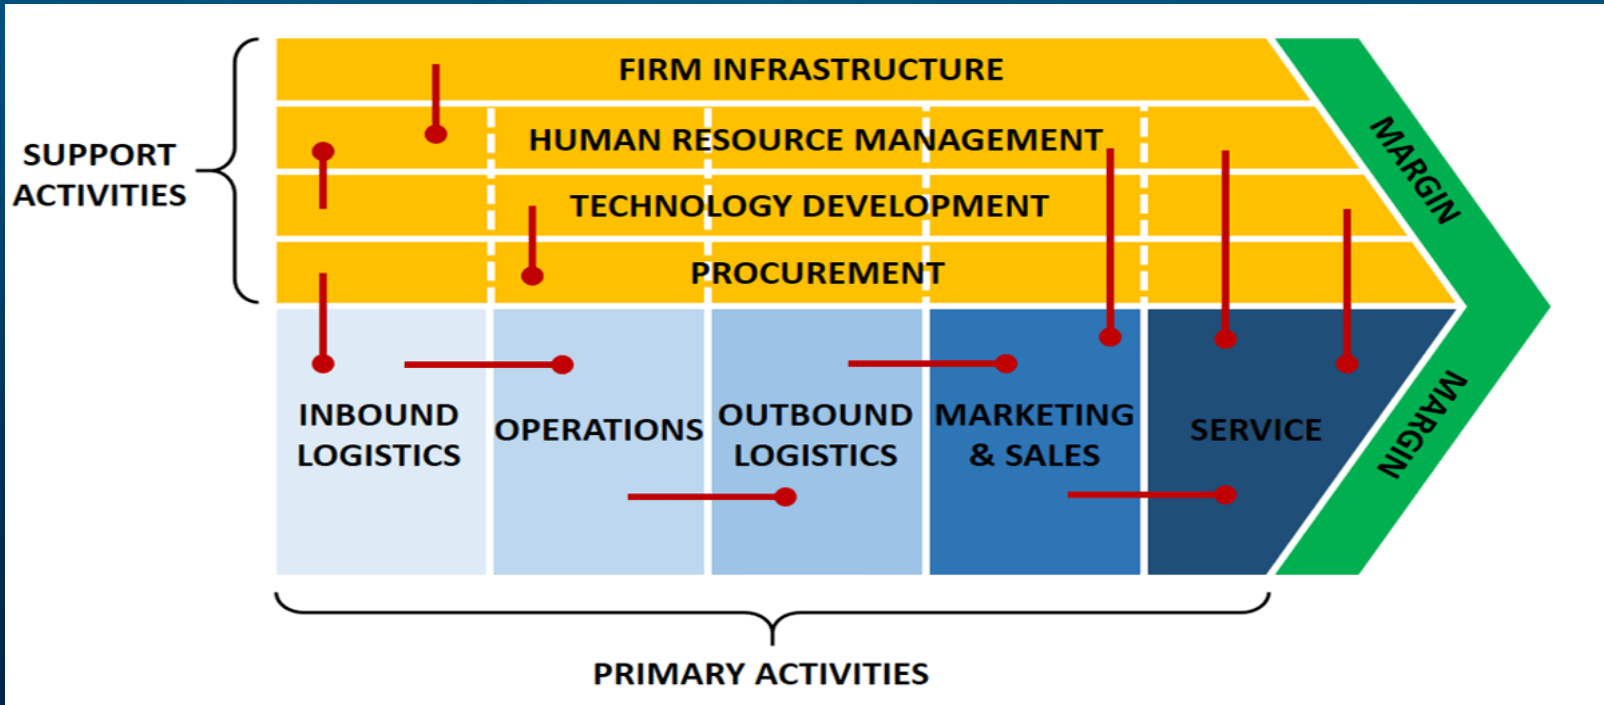 FIRM INFRASTRUCTURE
HUMAN RESOURCE MANAGEMENT
TECHNOLOGY DEVELOPMENT
PROCUREMENT
SUPPORT
ACTIVITIES
MARGIN
MARGIN
INBOUND
LOGISTICS
OPERATIONS
OUTBOUND
LOGISTICS
MARKETING
& SALES
SERVICE
PRIMARY ACTIVITIES